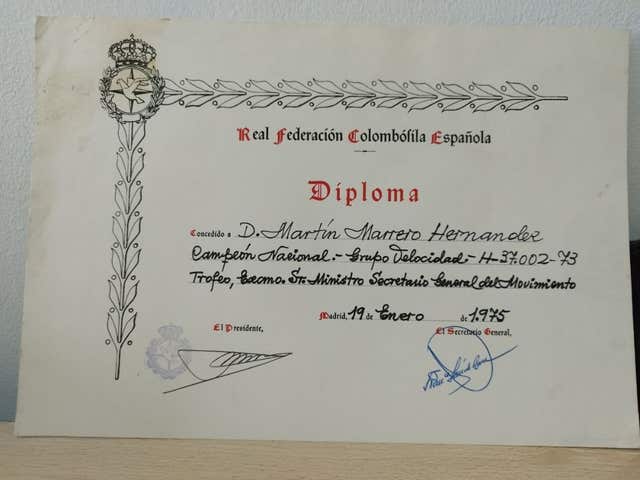 Real Federación Colombófila Española
Diploma
Concedido a D. Martín Marrero Hernandez
Campeón Nacional.- Grupo Velocidad.- H-37.002-73
Trofeo, Excmo. Sr. Ministro Secretario General del Movimiento
Madrid, 19 de Enero de 1.975
El Presidente,
El Secretario General,